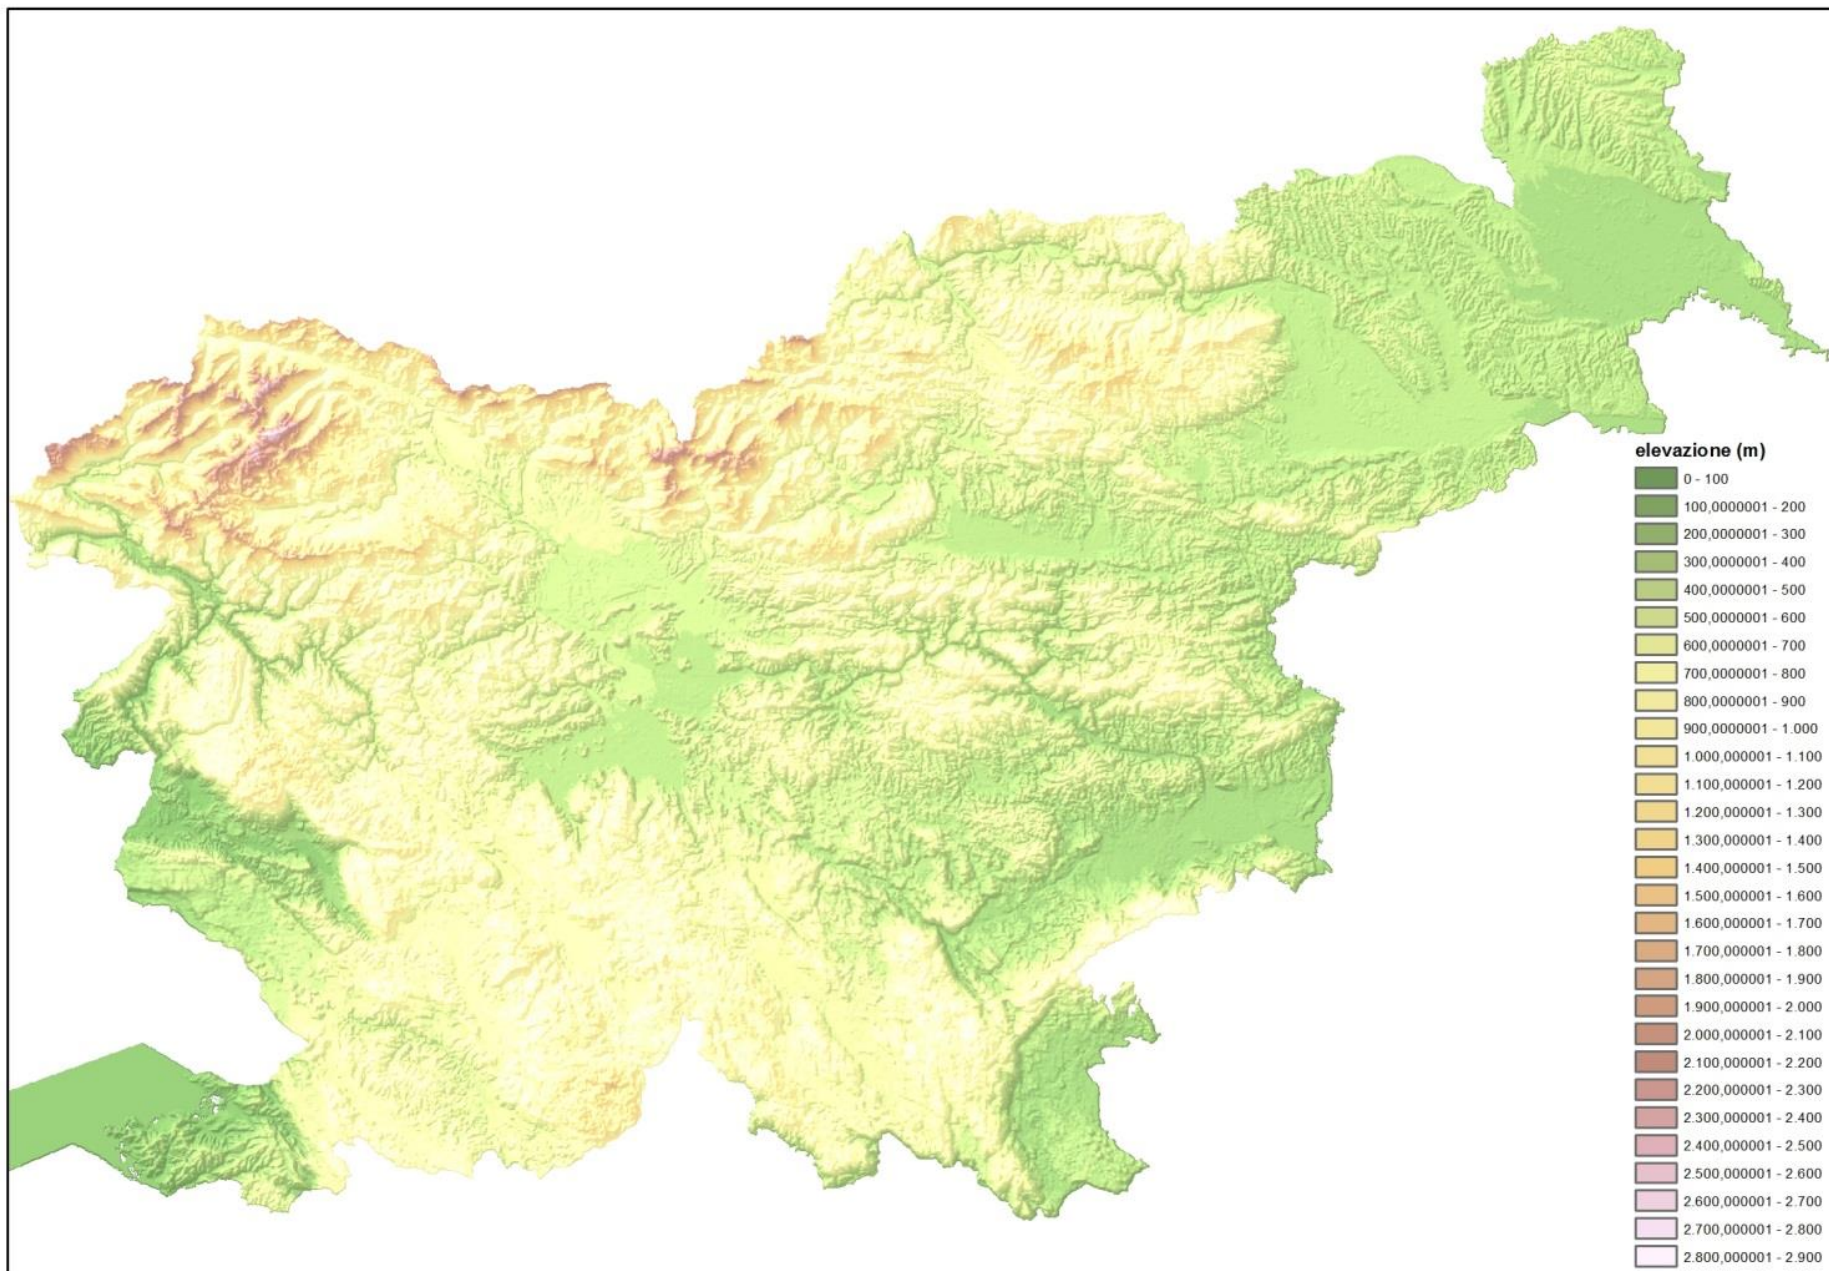 elevazione (m)
0 - 100
100,0000001 - 200
200,0000001 - 300
300,0000001 - 400
400,0000001 - 500
500,0000001 - 600
600,0000001 - 700
700,0000001 - 800
800,0000001 - 900
900,0000001 - 1.000
1.000,000001 - 1.100
1.100,000001 - 1.200
1.200,000001 - 1.300
1.300,000001 - 1.400
1.400,000001 - 1.500
1.500,000001 - 1.600
1.600,000001 - 1.700
1.700,000001 - 1.800
1.800,000001 - 1.900
1.900,000001 - 2.000
2.000,000001 - 2.100
2.100,000001 - 2.200
2.200,000001 - 2.300
2.300,000001 - 2.400
2.400,000001 - 2.500
2.500,000001 - 2.600
2.600,000001 - 2.700
2.700,000001 - 2.800
2.800,000001 - 2.900